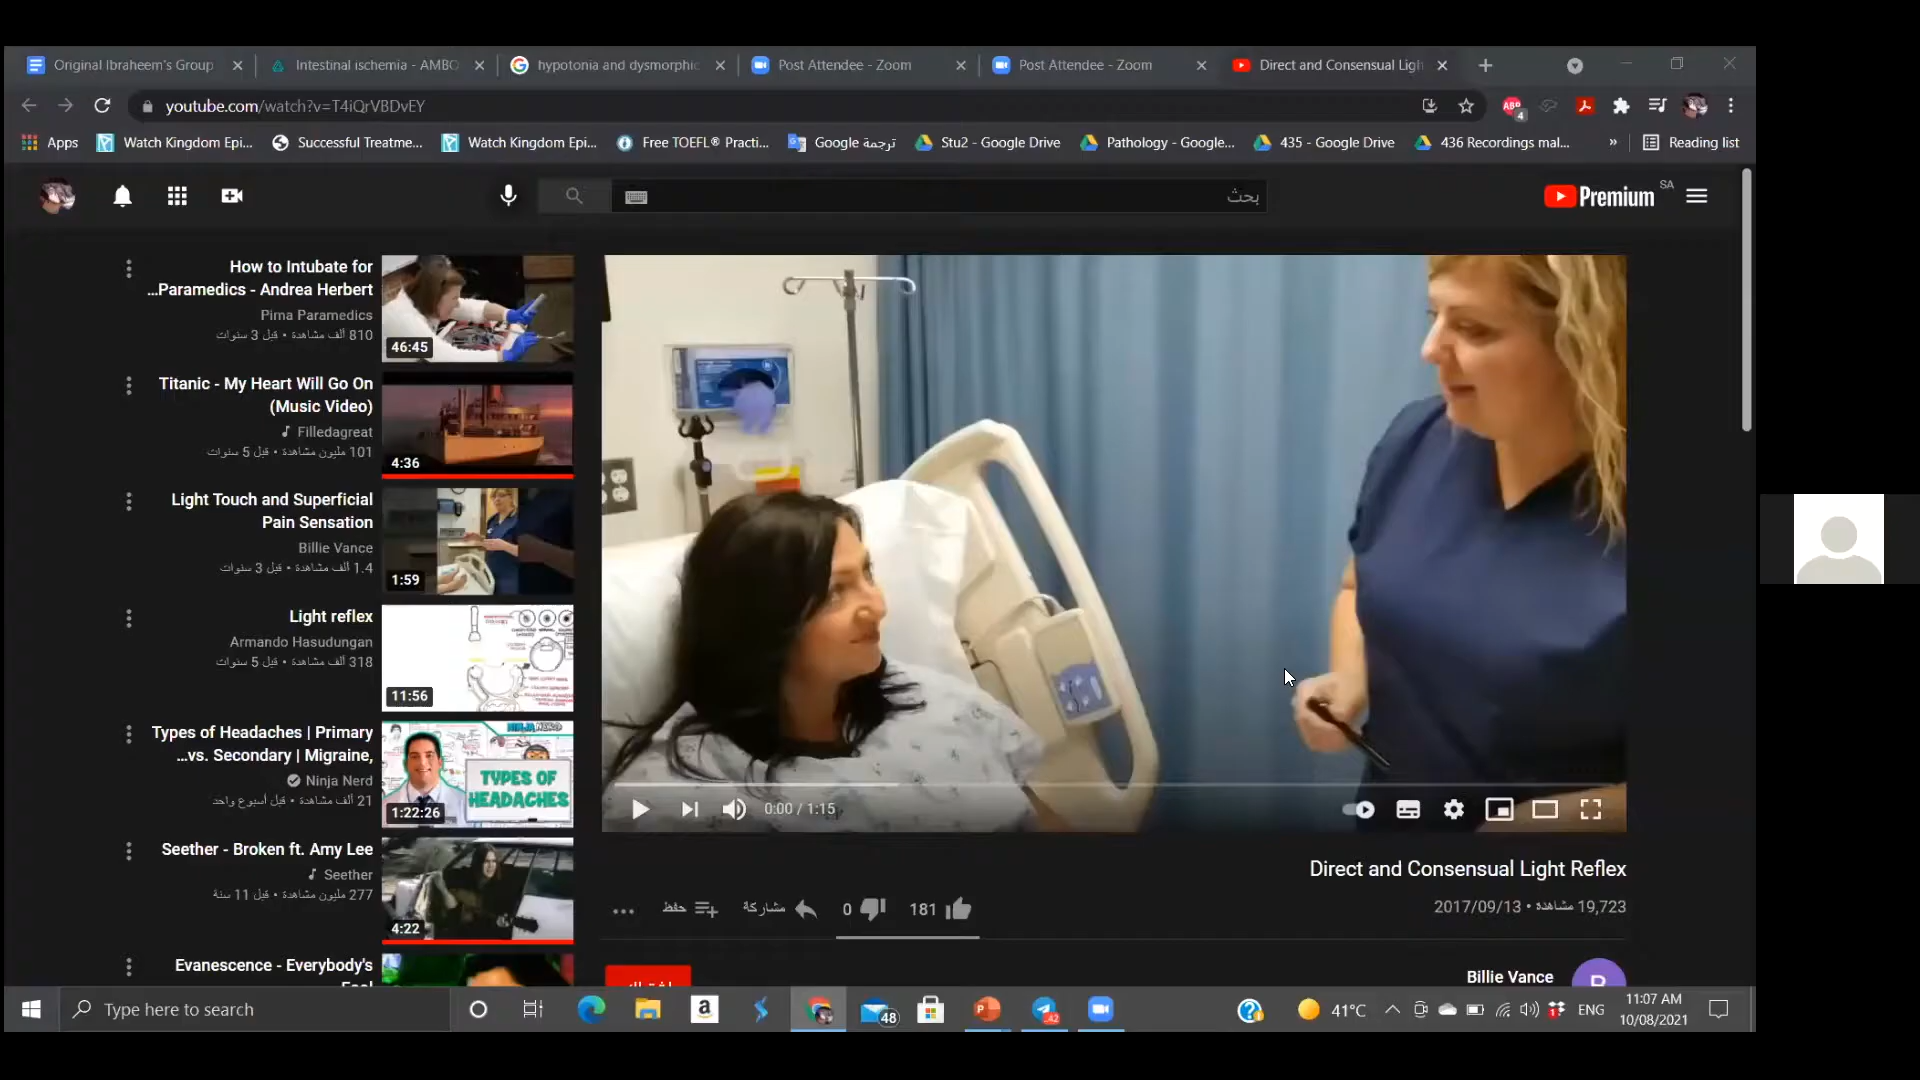 Original Ibraheem's Group
Intestinal ischemia - AMBO
hypotonia and dysmorphic
Post Attendee - Zoom
Post Attendee - Zoom
Direct and Consensual Ligh
youtube.com/watch?v=T4iQrVBDvEY
ABP
4
Apps
Watch Kingdom Epi...
Successful Treatme...
Watch Kingdom Epi...
Free TOEFL® Practi...
ترجمة Google
Stu2 - Google Drive
Pathology - Google...
435 - Google Drive
436 Recordings mal...
»
Reading list
بحث
Premium
SA
How to Intubate for
...Paramedics - Andrea Herbert
Pima Paramedics
810 ألف مشاهدة • قبل 3 سنوات
46:45
Titanic - My Heart Will Go On
(Music Video)
Filledagreat
101 مليون مشاهدة • قبل 5 سنوات
4:36
Light Touch and Superficial
Pain Sensation
Billie Vance
1.4 ألف مشاهدة • قبل 3 سنوات
1:59
Light reflex
Armando Hasudungan
318 ألف مشاهدة • قبل 5 سنوات
11:56
Types of Headaches | Primary
...vs. Secondary | Migraine,
Ninja Nerd
21 ألف مشاهدة • قبل أسبوع واحد
NINJA NERD
TYPES OF
HEADACHES
1:22:26
Seether - Broken ft. Amy Lee
Seether
277 مليون مشاهدة • قبل 11 سنة
4:22
Evanescence - Everybody's
0:00 / 1:15
Direct and Consensual Light Reflex
19,723 مشاهدة • 2017/09/13
181
0
مشاركة
حفظ
...
Billie Vance
B
Type here to search
48
42
41°C
ENG
11:07 AM
10/08/2021